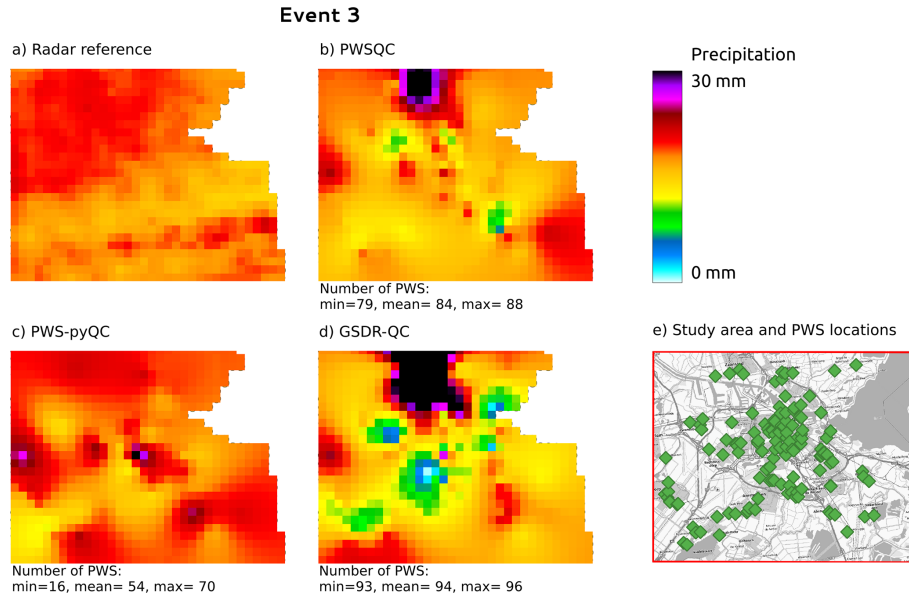 Event 3
a) Radar reference
b) PWSQC
Precipitation
30 mm
0 mm
Number of PWS:
min=79, mean= 84, max= 88
c) PWS-pyQC
d) GSDR-QC
e) Study area and PWS locations
Number of PWS:
min=16, mean= 54, max= 70
Number of PWS:
min=93, mean= 94, max= 96